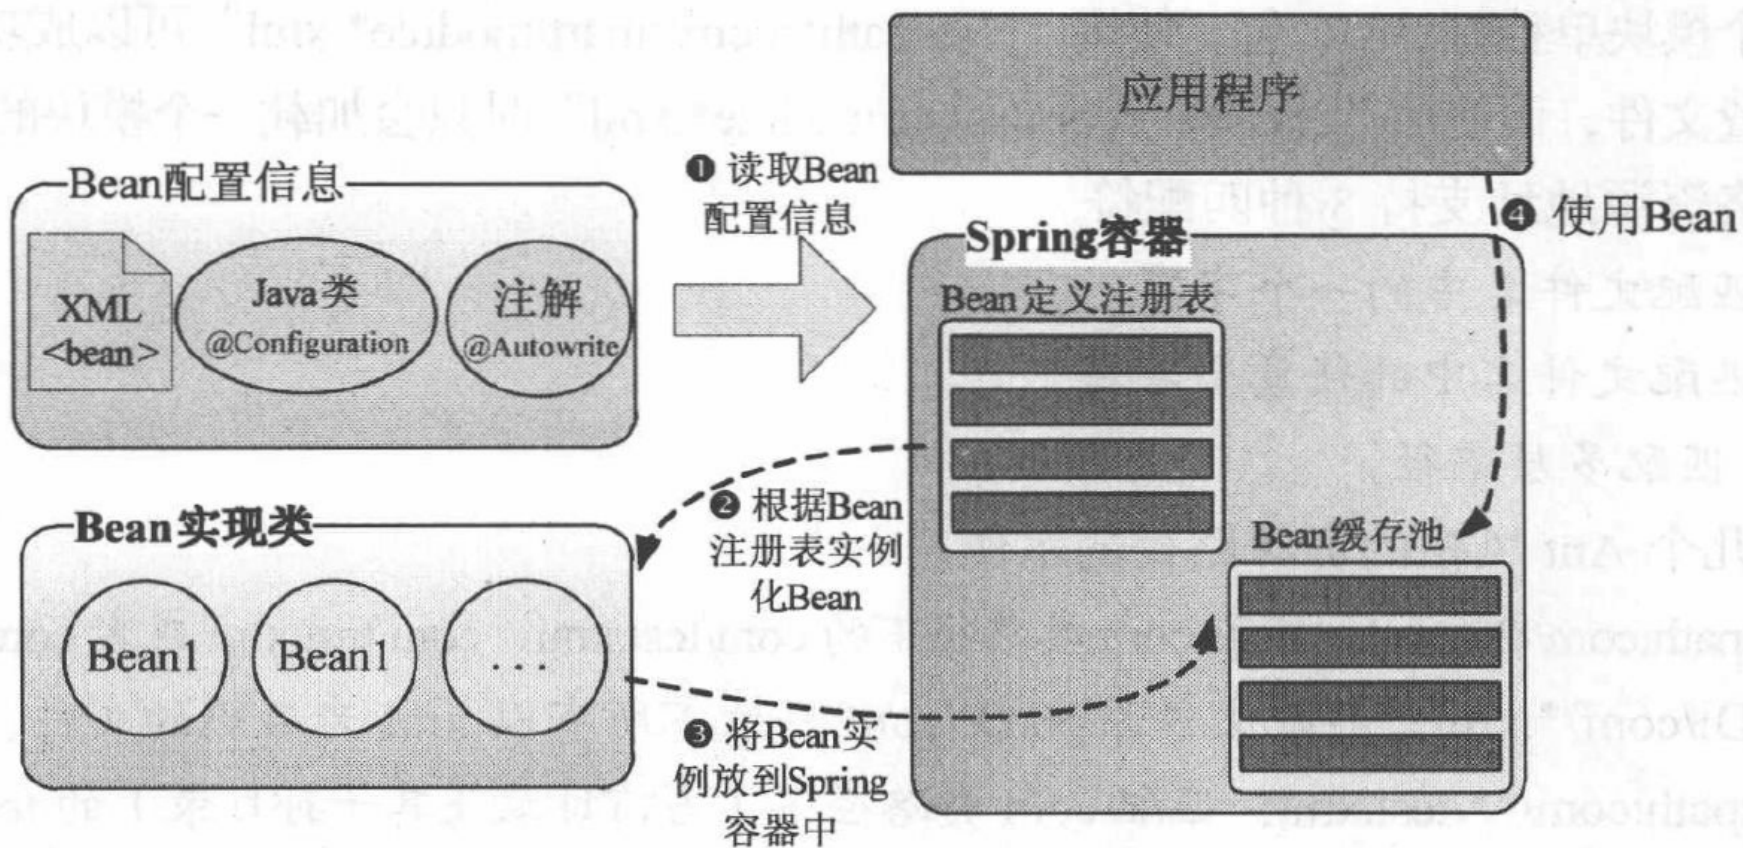 应用程序
Bean配置信息
XML
<bean>
Java类
@Configuration
注解
@Autowrite
❶ 读取Bean
配置信息
Spring容器
Bean定义注册表
❹ 使用Bean
❷ 根据Bean
注册表实例
化Bean
Bean缓存池
Bean实现类
Bean1
Bean1
...
❸ 将Bean实
例放到Spring
容器中